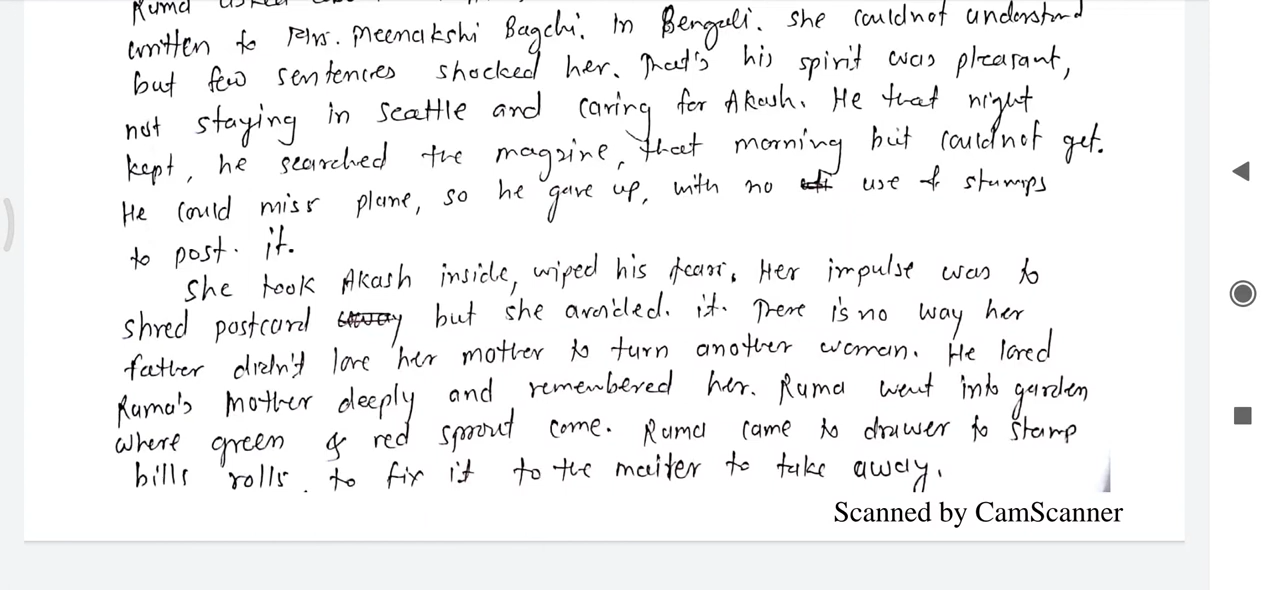 Ruma asked
written to Mrs. Meenakshi Bagchi. In Bengali. she couldnot understand
but few sentences shocked her. That's his spirit was pleasant,
not staying in Seattle and caring for Akash. He that night
kept, he searched the magzine, that morning but couldnot get.
He could miss plane, so he gave up, with no use of stamps
to post. it.
She took Akash inside, wiped his tears. Her impulse was to
shred postcard but she avoided. it. There is no way her
father didn't love her mother to turn another woman. He loved
Ruma's Mother deeply and remembered her. Ruma went into garden
where green & red sprout come. Ruma came to drawer to stamp
bills rolls. to fix it to the mailer to take away.
Scanned by CamScanner